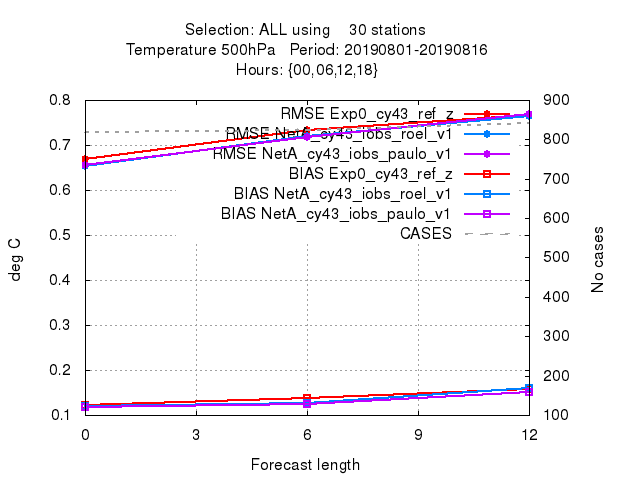 Selection: ALL using 30 stations
Temperature 500hPa Period: 20190801-20190816
Hours: {00,06,12,18}
0.8
0.7
0.6
0.5
0.4
0.3
0.2
0.1
deg C
RMSE Exp0_cy43_ref_z
RMSE NetA_cy43_iobs_roel_v1
RMSE NetA_cy43_iobs_paulo_v1
BIAS Exp0_cy43_ref_z
BIAS NetA_cy43_iobs_roel_v1
BIAS NetA_cy43_iobs_paulo_v1
CASES
900
800
700
600
500
400
300
200
100
No cases
0 3 6 9 12
Forecast length